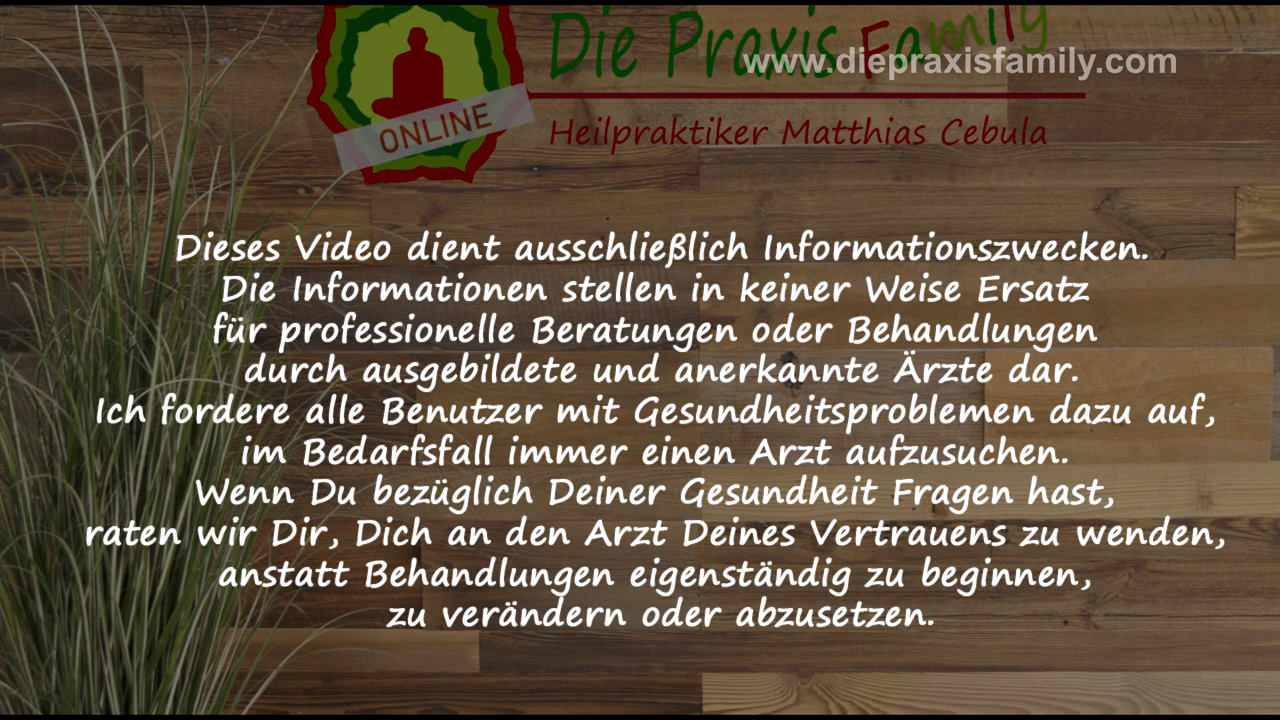 Die Praxis Family
www.diepraxisfamily.com
ONLINE
Heilpraktiker Matthias Cebula
Dieses Video dient ausschließlich Informationszwecken.
Die Informationen stellen in keiner Weise Ersatz
für professionelle Beratungen oder Behandlungen
durch ausgebildete und anerkannte Ärzte dar.
Ich fordere alle Benutzer mit Gesundheitsproblemen dazu auf,
im Bedarfsfall immer einen Arzt aufzusuchen.
Wenn Du bezüglich Deiner Gesundheit Fragen hast,
raten wir Dir, Dich an den Arzt Deines Vertrauens zu wenden,
anstatt Behandlungen eigenständig zu beginnen,
zu verändern oder abzusetzen.